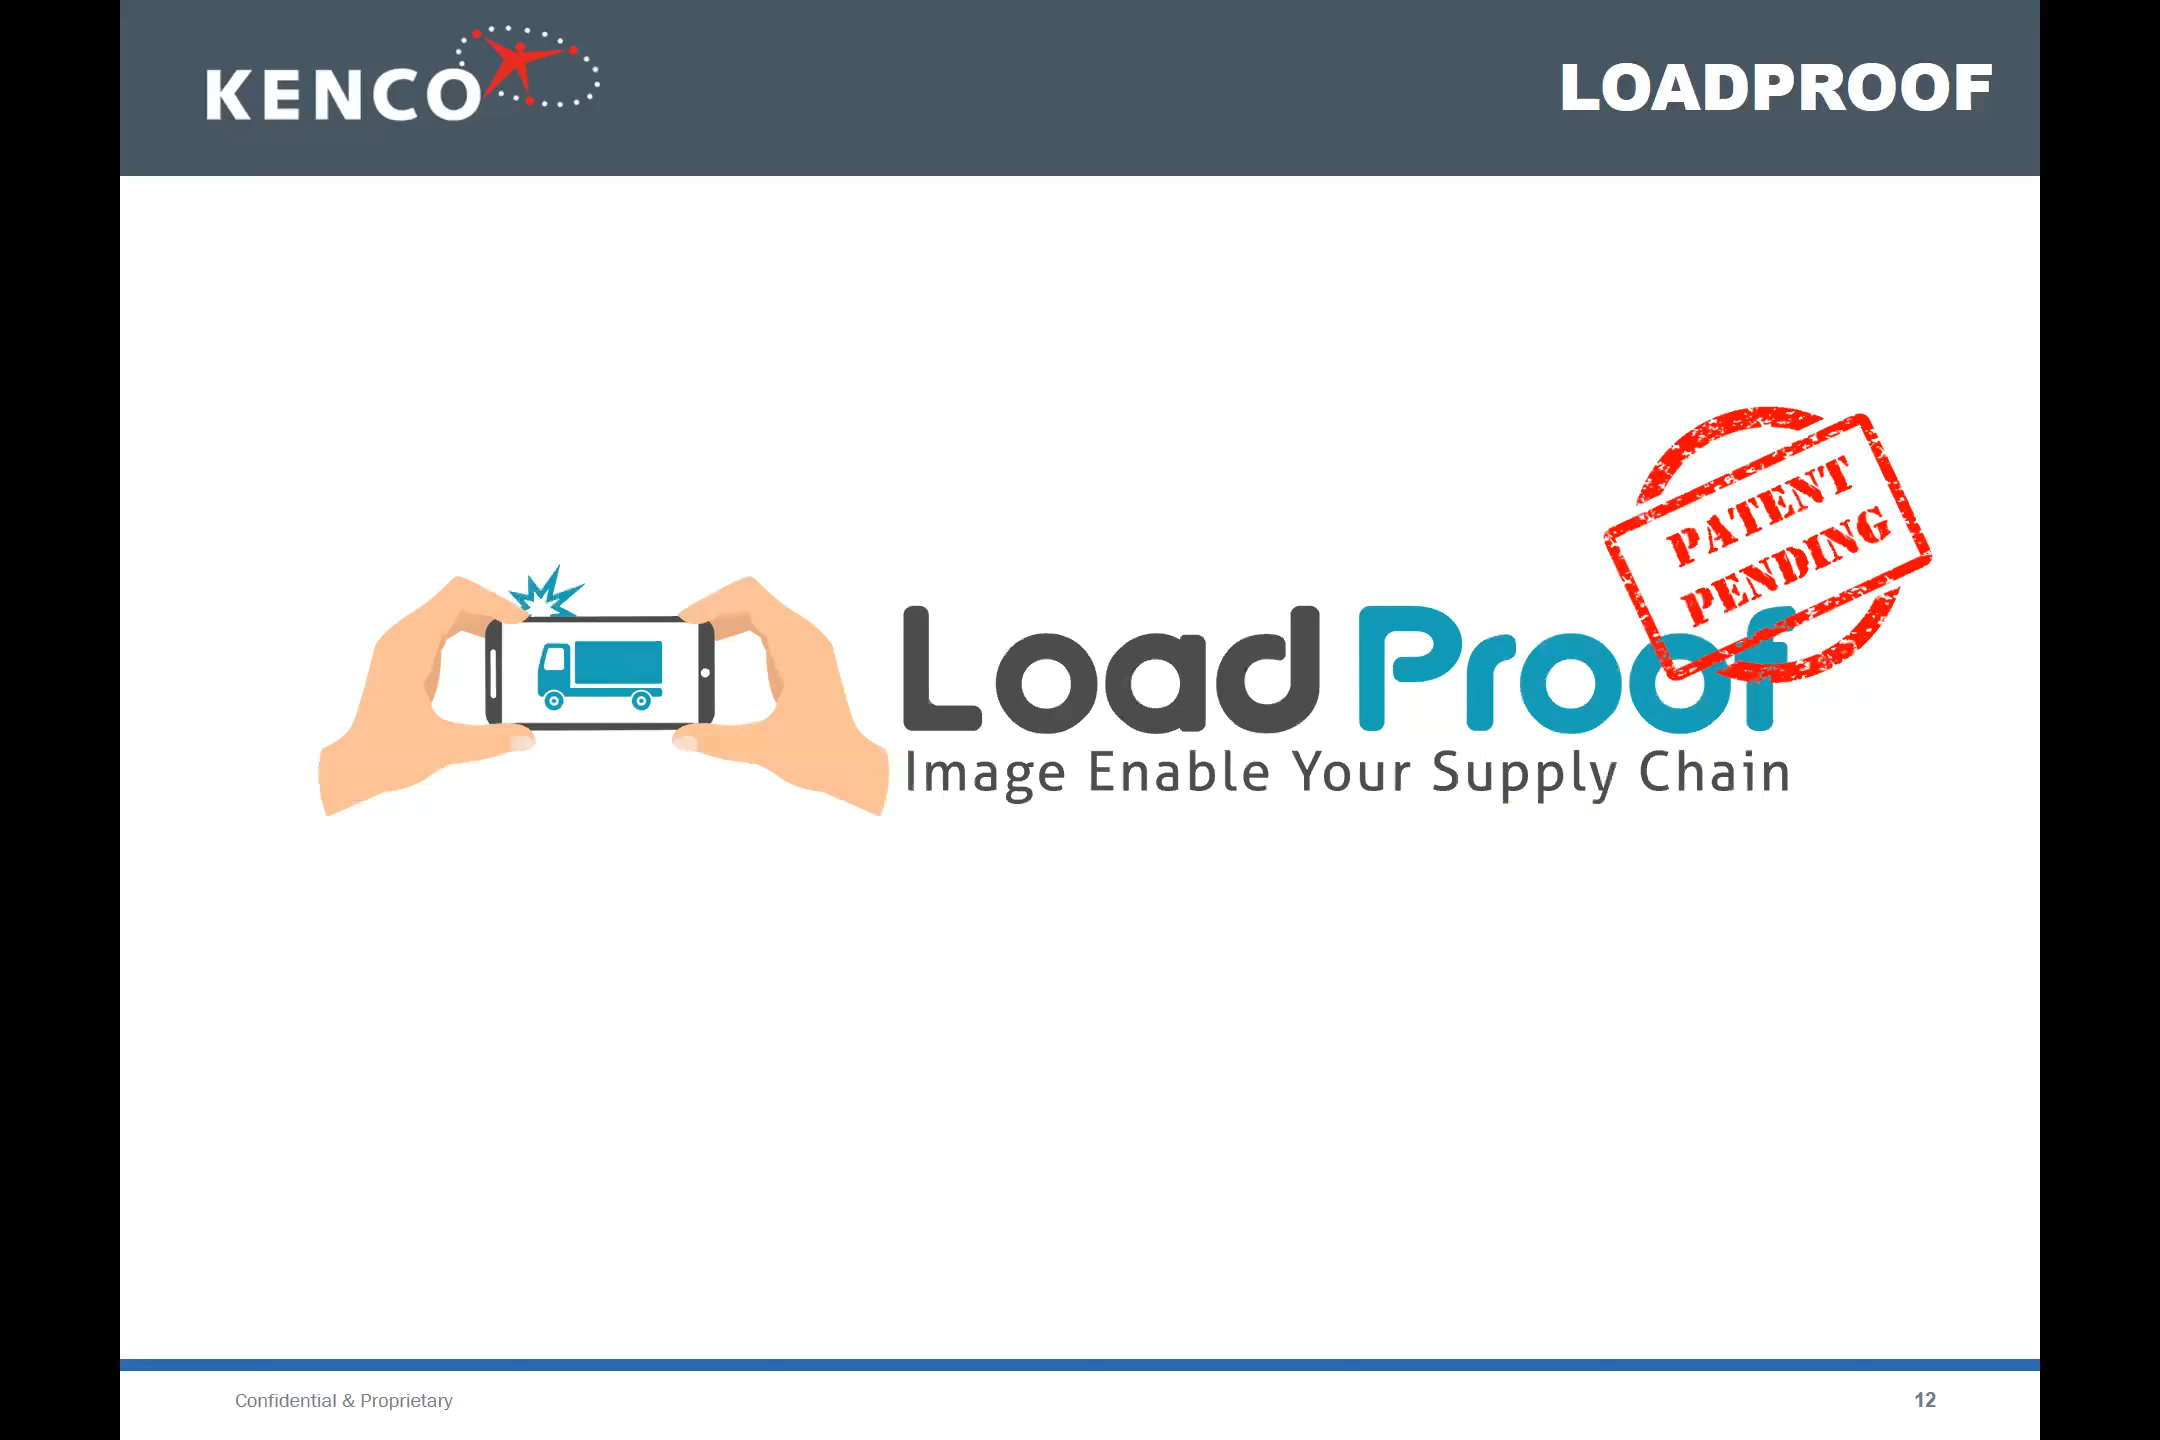 KENCO
LOADPROOF
PATENT
PENDING
Load Proof
Image Enable Your Supply Chain
Confidential & Proprietary
12